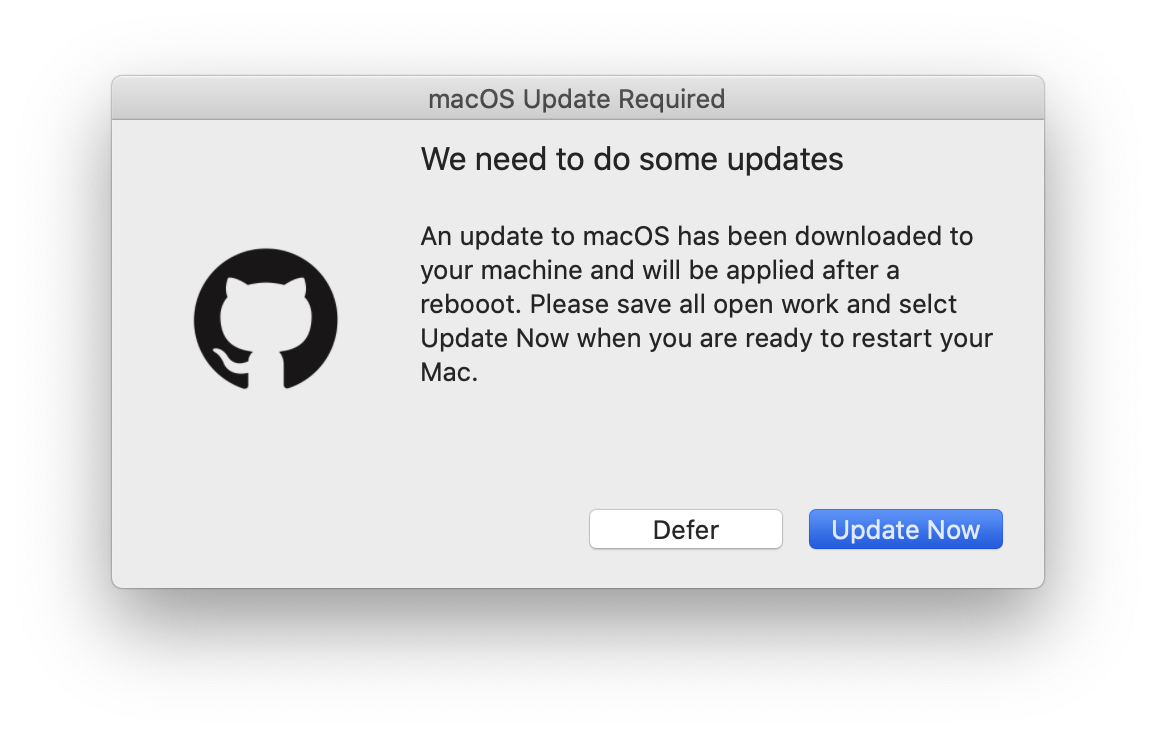 macOS Update Required
We need to do some updates
An update to macOS has been downloaded to
your machine and will be applied after a
rebooot. Please save all open work and selct
Update Now when you are ready to restart your
Mac.
Defer
Update Now